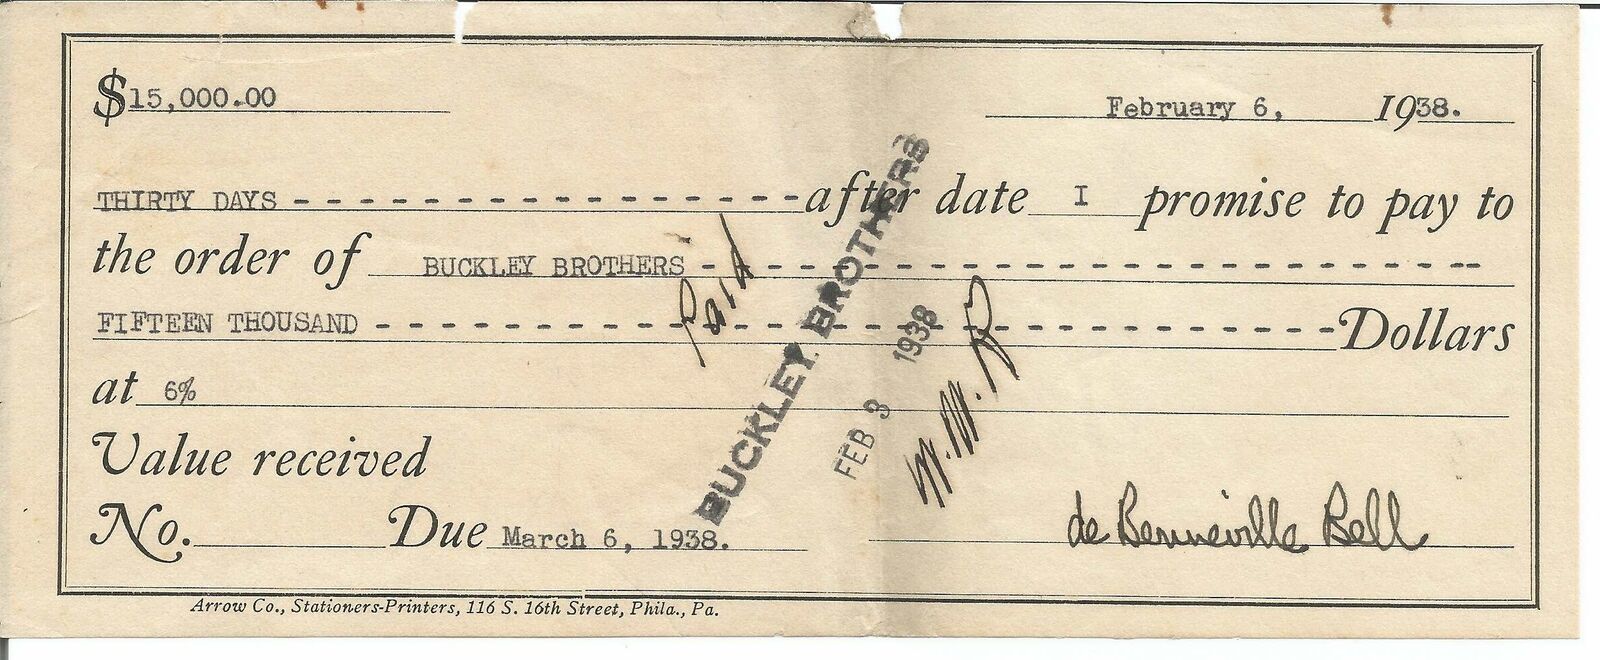 $15,000.00 February 6, 1938.
THIRTY DAYS - - - - - - - - - - - - - - - - - after date I promise to pay to
the order of BUCKLEY BROTHERS - - - - - - - - - - - - - - - - - - - - - - - -
FIFTEEN THOUSAND - - - - - - - - - - - - - - - - - - - - - - - - - - - - - - - - - Dollars
at 6%
Value received
No. Due March 6, 1938.
de Benneville Bell
Paid
BUCKLEY BROTHERS
FEB 3 1938
W. W.
Arrow Co., Stationers-Printers, 116 S. 16th Street, Phila., Pa.